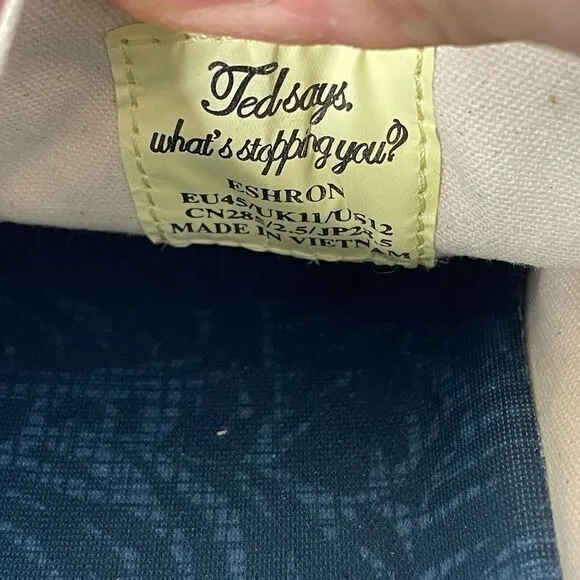 Ted says,
what's stopping you?
ESHRON
EU45/UK11/US12
MADE IN VIETNAM